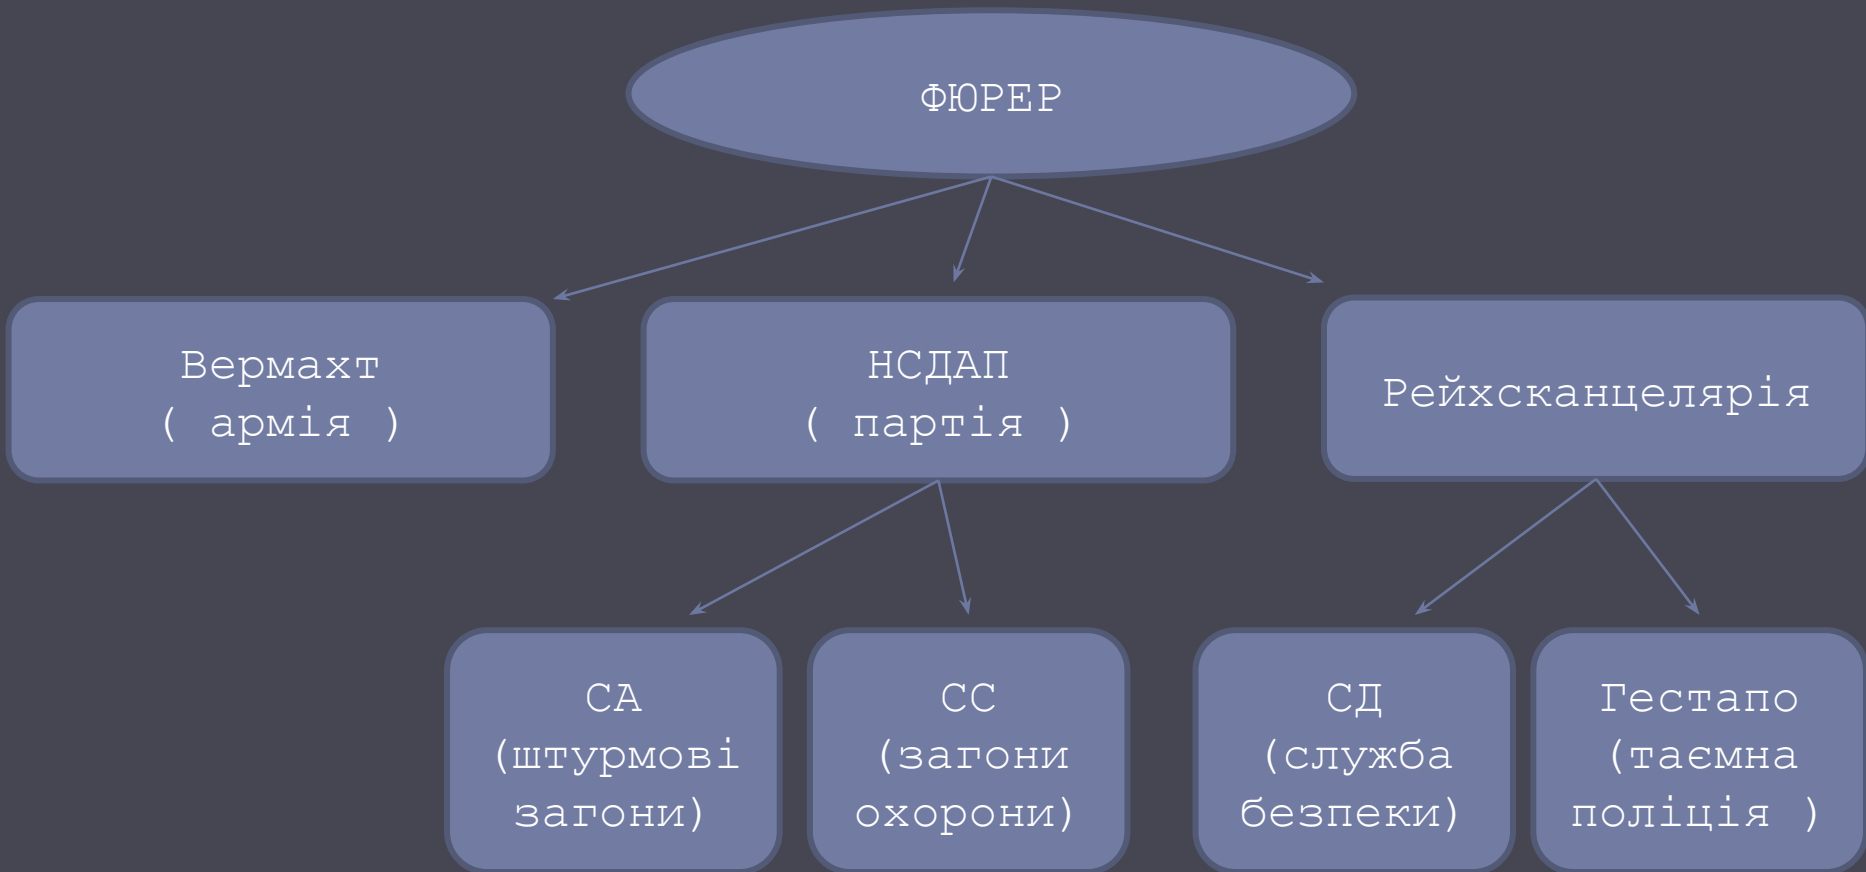 ФЮРЕР
Вермахт
( армія )
НСДАП
( партія )
Рейхсканцелярія
СА
(штурмові
загони)
СС
(загони
охорони)
СД
(служба
безпеки)
Гестапо
(таємна
поліція )